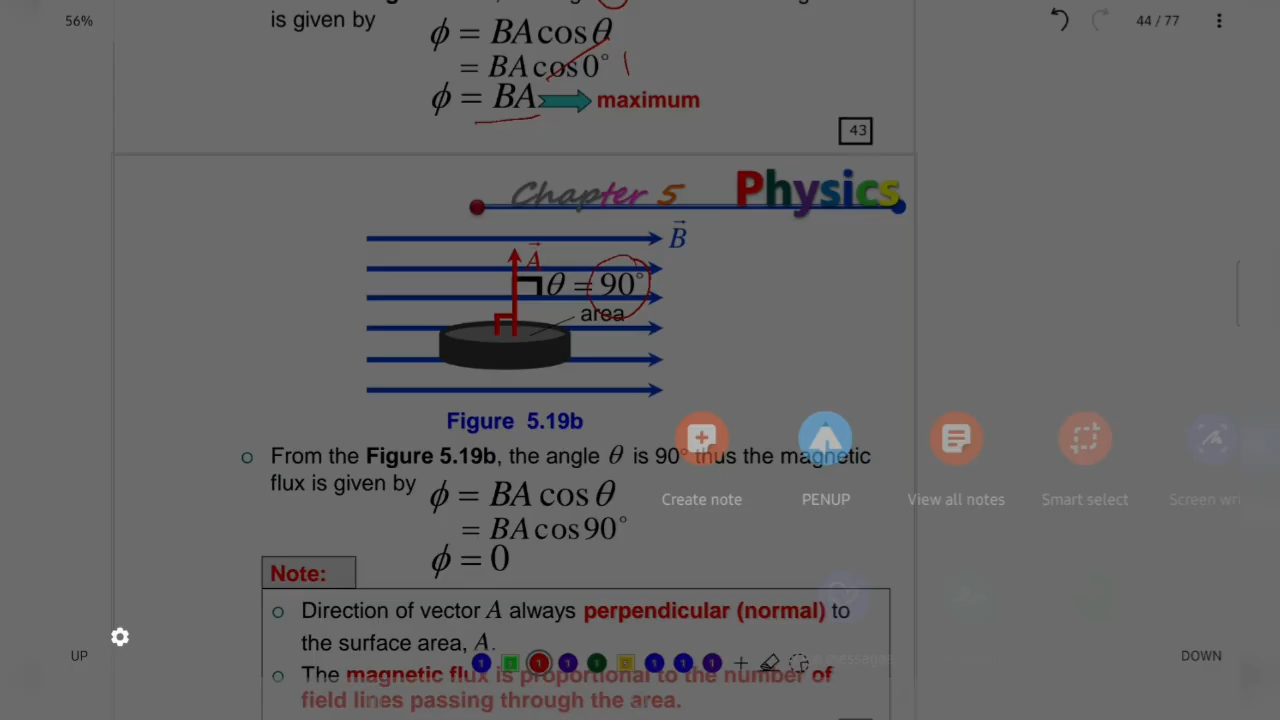 56%
44 / 77
is given by
ϕ = BA cos θ
= BA cos 0°
ϕ = BA
maximum
43
Chapter 5
Physics
B
A
θ = 90°
area
Figure 5.19b
From the Figure 5.19b, the angle θ is 90° thus the magnetic
flux is given by
ϕ = BA cos θ
= BA cos 90°
ϕ = 0
Create note
PENUP
View all notes
Smart select
Screen wri
Note:
Direction of vector A always perpendicular (normal) to
the surface area, A.
The magnetic flux is proportional to the number of
field lines passing through the area.
UP
DOWN